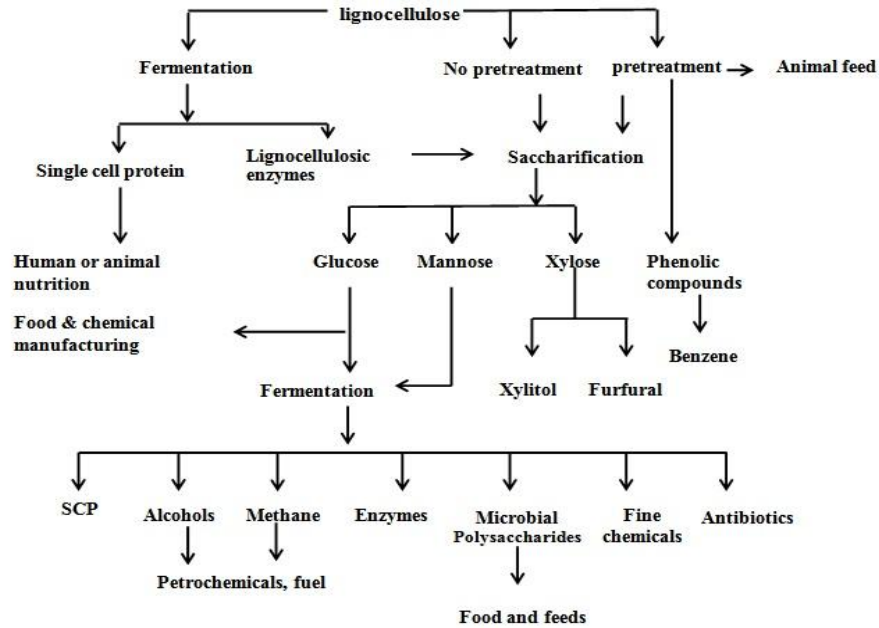 lignocellulose
Fermentation
No pretreatment
pretreatment
Animal feed
Single cell protein
Lignocellulosic
enzymes
Saccharification
Human or animal
nutrition
Glucose
Mannose
Xylose
Phenolic
compounds
Food & chemical
manufacturing
Benzene
Fermentation
Xylitol
Furfural
SCP
Alcohols
Methane
Enzymes
Microbial
Polysaccharides
Fine
chemicals
Antibiotics
Petrochemicals, fuel
Food and feeds